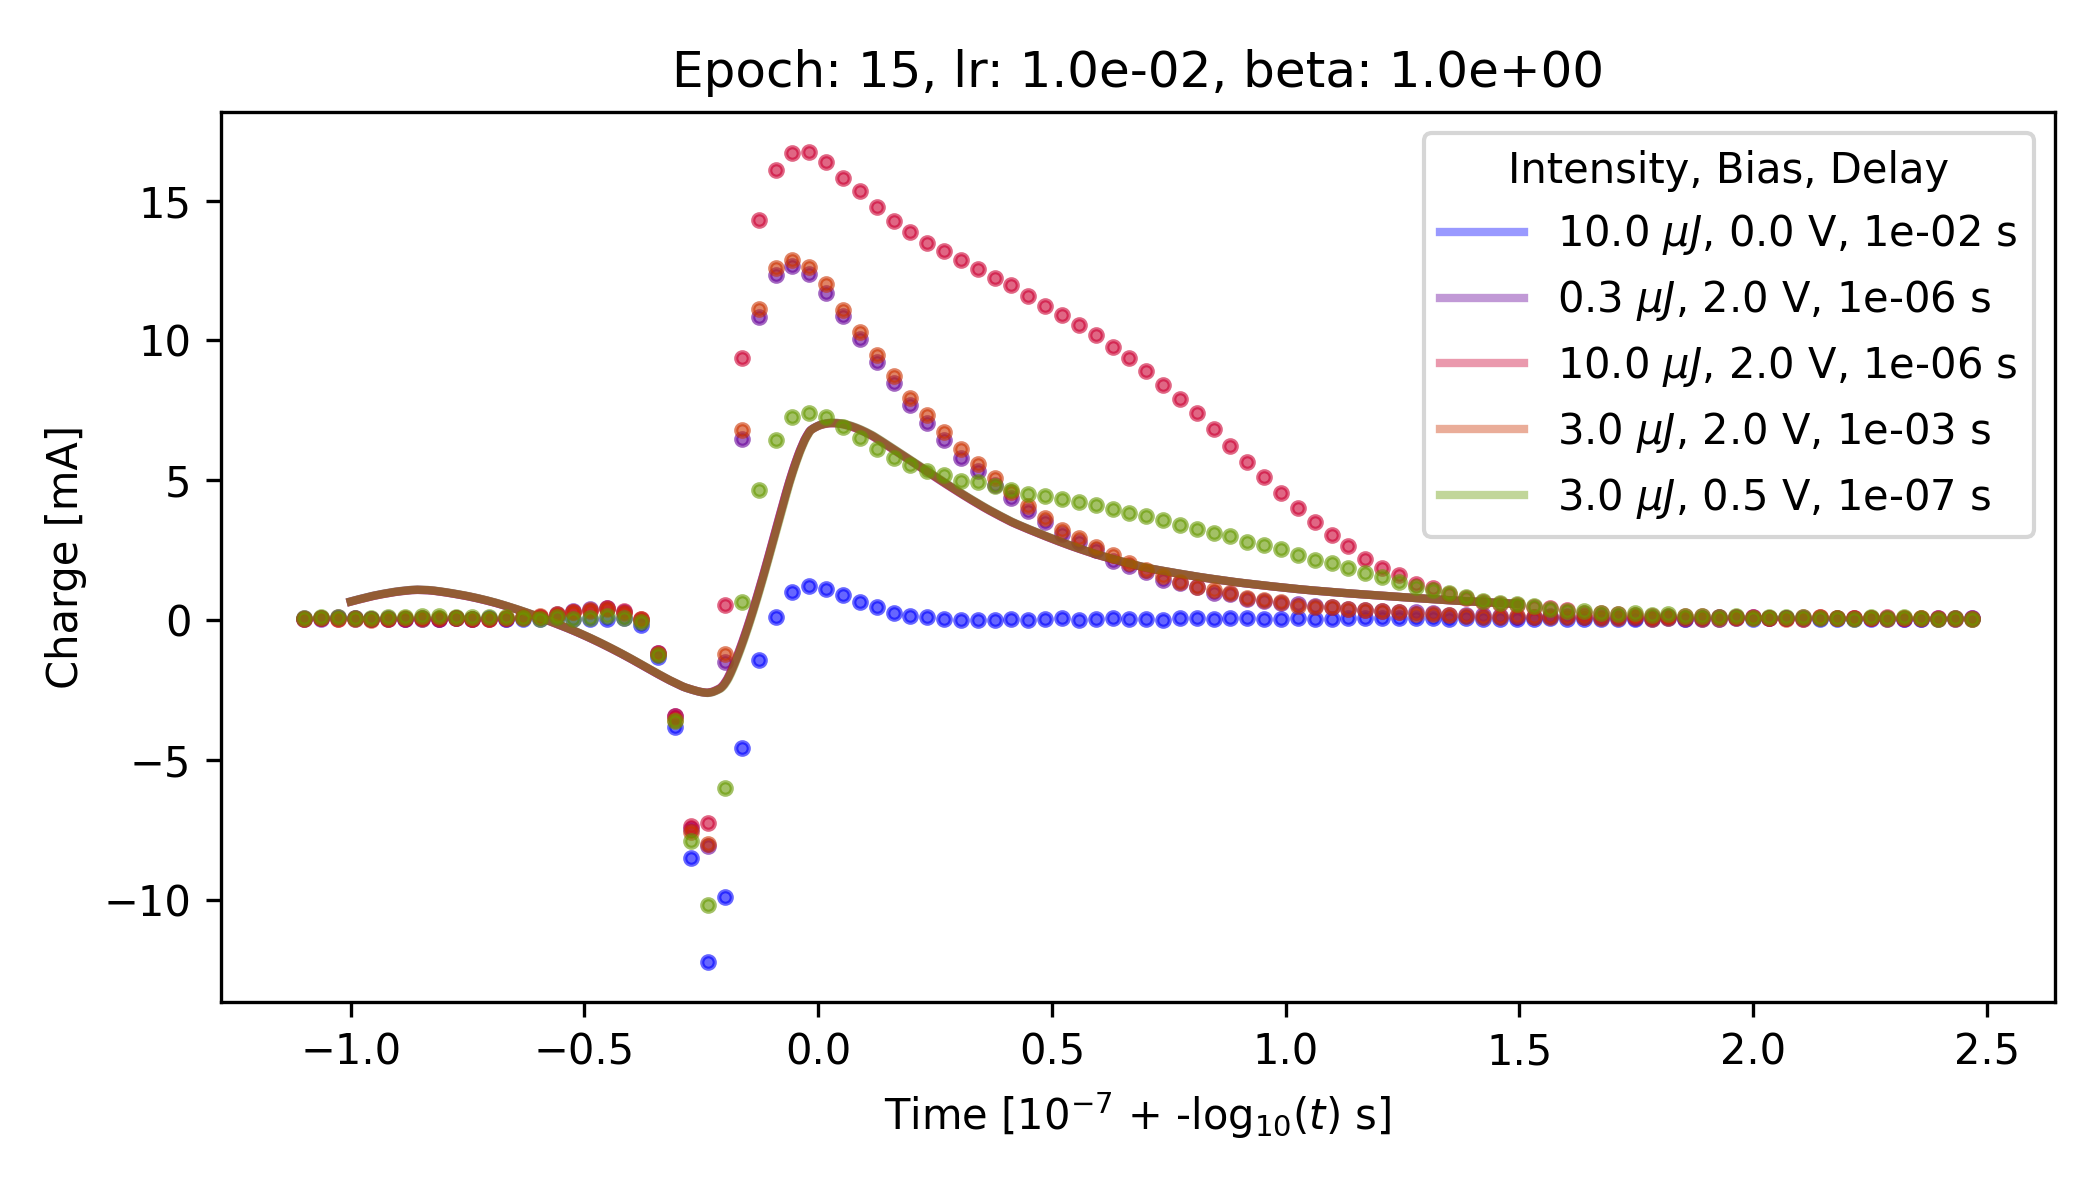 Epoch: 15, lr: 1.0e-02, beta: 1.0e+00
Charge [mA]
15
10
5
0
−5
−10
Intensity, Bias, Delay
10.0 μJ, 0.0 V, 1e-02 s
0.3 μJ, 2.0 V, 1e-06 s
10.0 μJ, 2.0 V, 1e-06 s
3.0 μJ, 2.0 V, 1e-03 s
3.0 μJ, 0.5 V, 1e-07 s
−1.0 −0.5 0.0 0.5 1.0 1.5 2.0 2.5
Time [10⁻⁷ + -log₁₀(t) s]